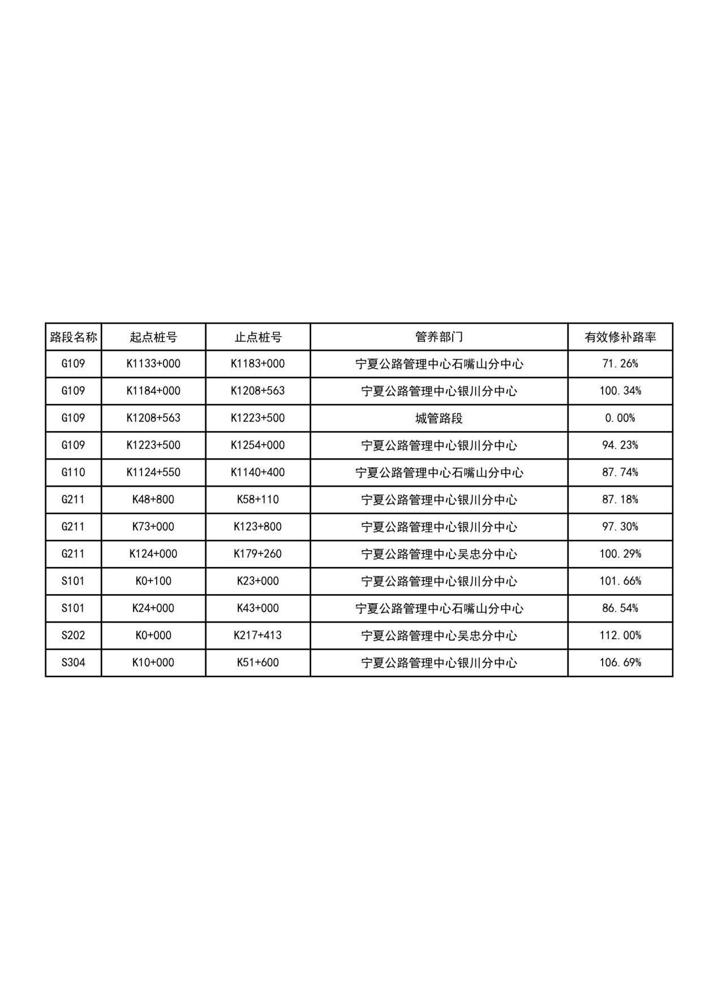 路段名称 起点桩号 止点桩号 管养部门 有效修补路率
G109 K1133+000 K1183+000 宁夏公路管理中心石嘴山分中心 71.26%
G109 K1184+000 K1208+563 宁夏公路管理中心银川分中心 100.34%
G109 K1208+563 K1223+500 城管路段 0.00%
G109 K1223+500 K1254+000 宁夏公路管理中心银川分中心 94.23%
G110 K1124+550 K1140+400 宁夏公路管理中心石嘴山分中心 87.74%
G211 K48+800 K58+110 宁夏公路管理中心银川分中心 87.18%
G211 K73+000 K123+800 宁夏公路管理中心银川分中心 97.30%
G211 K124+000 K179+260 宁夏公路管理中心吴忠分中心 100.29%
S101 K0+100 K23+000 宁夏公路管理中心银川分中心 101.66%
S101 K24+000 K43+000 宁夏公路管理中心石嘴山分中心 86.54%
S202 K0+000 K217+413 宁夏公路管理中心吴忠分中心 112.00%
S304 K10+000 K51+600 宁夏公路管理中心银川分中心 106.69%